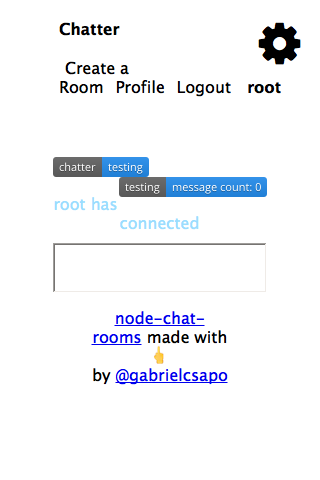 Chatter
Create a
Room Profile Logout root
chatter testing
testing message count: 0
root has
connected
node-chat-
rooms made with
👆
by @gabrielcsapo